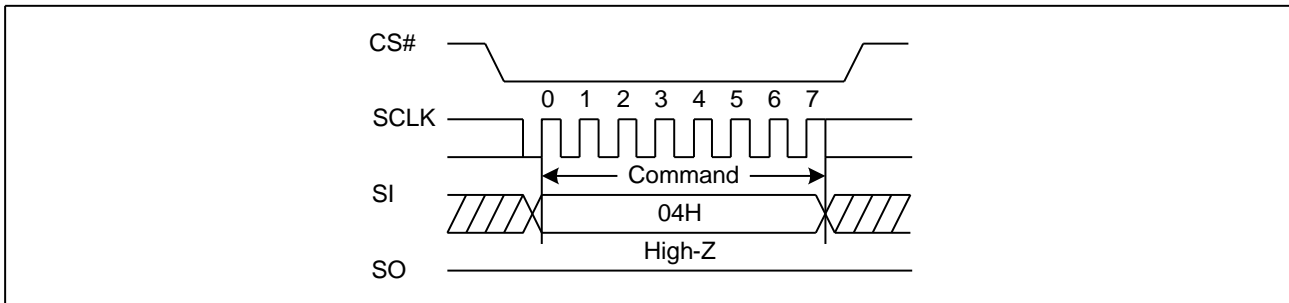 CS#
0 1 2 3 4 5 6 7
SCLK
Command
SI
04H
High-Z
SO